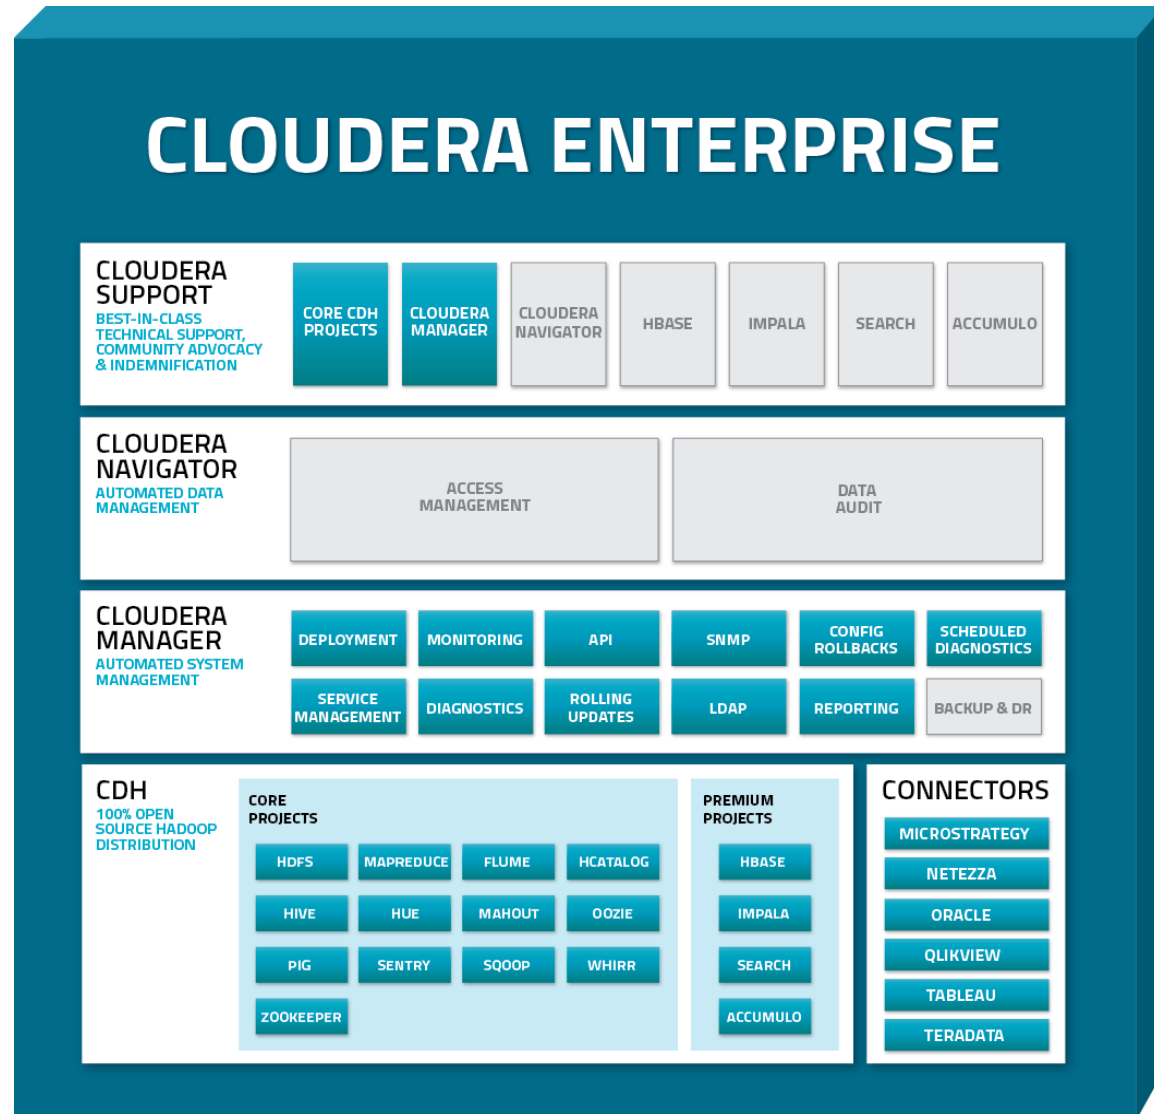 CLOUDERA ENTERPRISE
CLOUDERA
SUPPORT
BEST-IN-CLASS
TECHNICAL SUPPORT,
COMMUNITY ADVOCACY
& INDEMNIFICATION
CORE CDH
PROJECTS
CLOUDERA
MANAGER
CLOUDERA
NAVIGATOR
HBASE
IMPALA
SEARCH
ACCUMULO
CLOUDERA
NAVIGATOR
AUTOMATED DATA
MANAGEMENT
ACCESS
MANAGEMENT
DATA
AUDIT
CLOUDERA
MANAGER
AUTOMATED SYSTEM
MANAGEMENT
DEPLOYMENT
MONITORING
API
SNMP
CONFIG
ROLLBACKS
SCHEDULED
DIAGNOSTICS
SERVICE
MANAGEMENT
DIAGNOSTICS
ROLLING
UPDATES
LDAP
REPORTING
BACKUP & DR
CDH
100% OPEN
SOURCE HADOOP
DISTRIBUTION
CORE
PROJECTS
HDFS
MAPREDUCE
FLUME
HCATALOG
HIVE
HUE
MAHOUT
OOZIE
PIG
SENTRY
SQOOP
WHIRR
ZOOKEEPER
PREMIUM
PROJECTS
HBASE
IMPALA
SEARCH
ACCUMULO
CONNECTORS
MICROSTRATEGY
NETEZZA
ORACLE
QLIKVIEW
TABLEAU
TERADATA